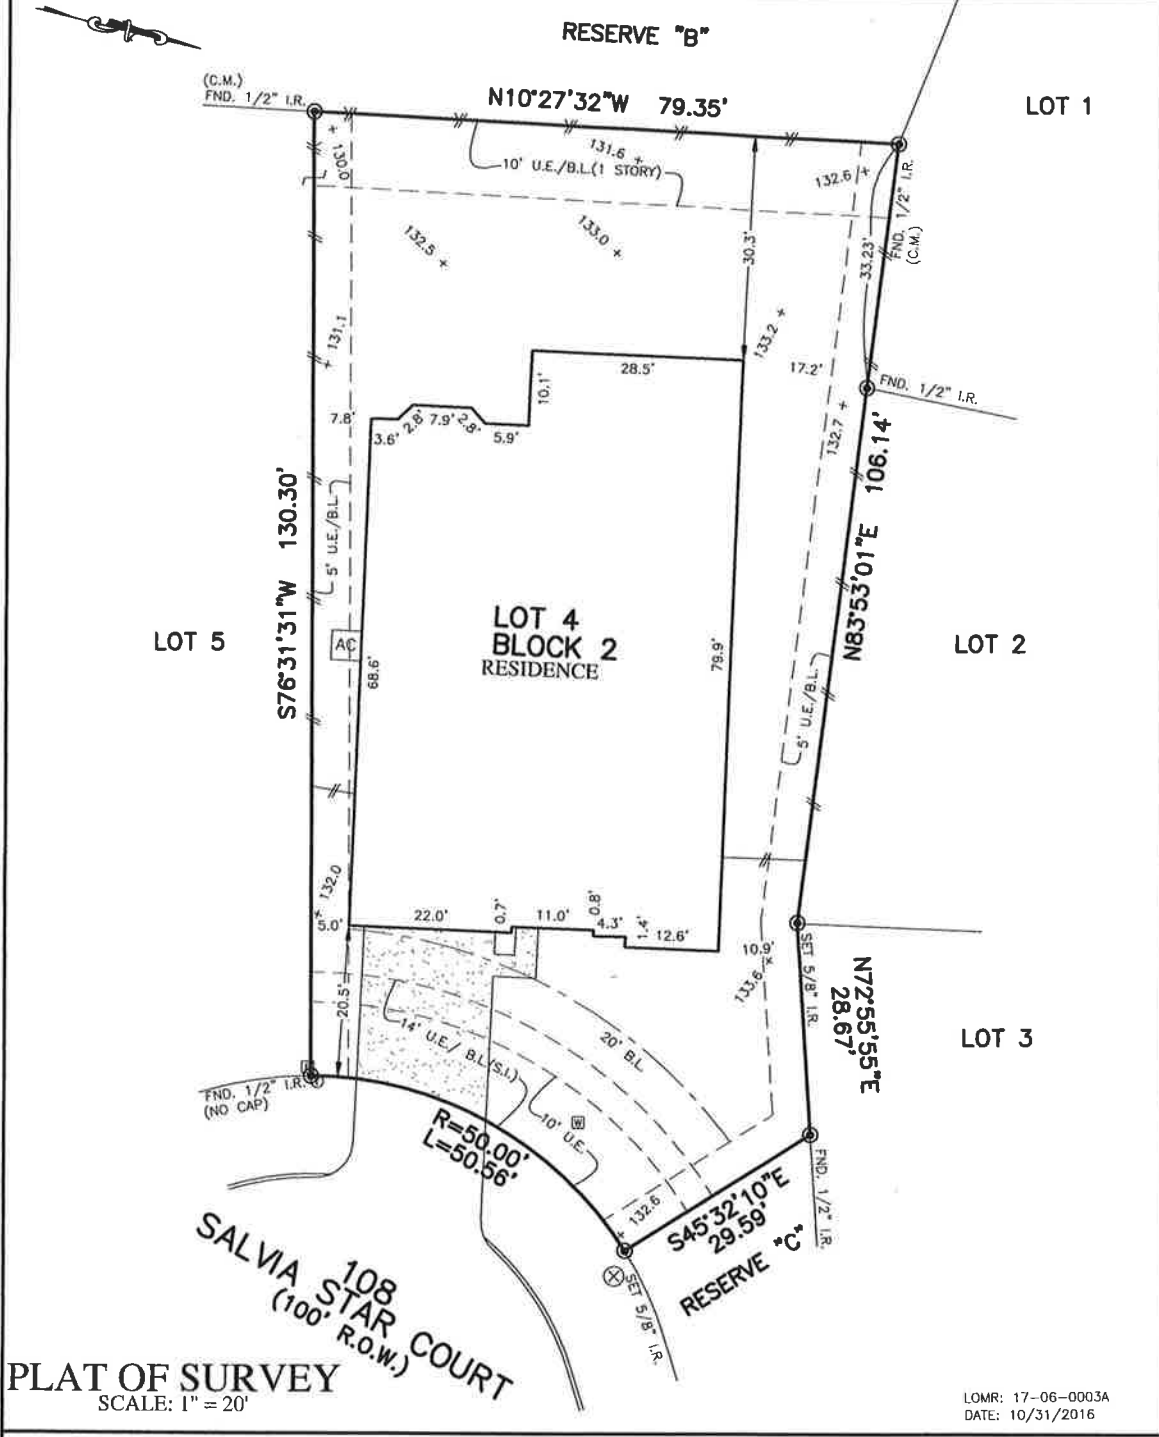 RESERVE "B"
(C.M.)
FND. 1/2" I.R.
N10°27'32"W 79.35'
LOT 1
130.0
131.6
10' U.E./B.L.(1 STORY)
132.6
FND. 1/2" I.R.
(C.M.)
132.5
133.0
30.3'
33.23'
131.1
133.2
28.5'
17.2'
FND. 1/2" I.R.
10.1'
7.8'
3.6'
2.8'
7.9'
2.8'
5.9'
132.7
N83°53'01"E 106.14'
S76°31'31"W 130.30'
5' U.E./B.L.
LOT 5
AC
68.6'
LOT 4
BLOCK 2
RESIDENCE
79.9'
LOT 2
5' U.E./B.L.
132.0
5.0'
22.0'
0.7'
11.0'
0.8'
4.3'
1.4'
12.6'
10.9'
133.6
SET 5/8" I.R.
N72°55'55"E
28.67'
LOT 3
20.5'
14' U.E./ B.L.(S.I.)
20' B.L.
10' U.E.
W
FND. 1/2" I.R.
(NO CAP)
R=50.00'
L=50.56'
132.6
S45°32'10"E
29.59'
RESERVE "C"
FND. 1/2" I.R.
SET 5/8" I.R.
108
SALVIA STAR COURT
(100' R.O.W.)
PLAT OF SURVEY
SCALE: 1" = 20'
LOMR: 17-06-0003A
DATE: 10/31/2016